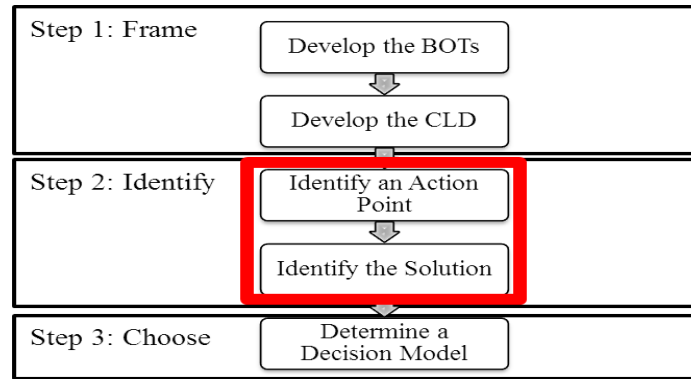 Step 1: Frame
Develop the BOTs
Develop the CLD
Step 2: Identify
Identify an Action
Point
Identify the Solution
Step 3: Choose
Determine a
Decision Model